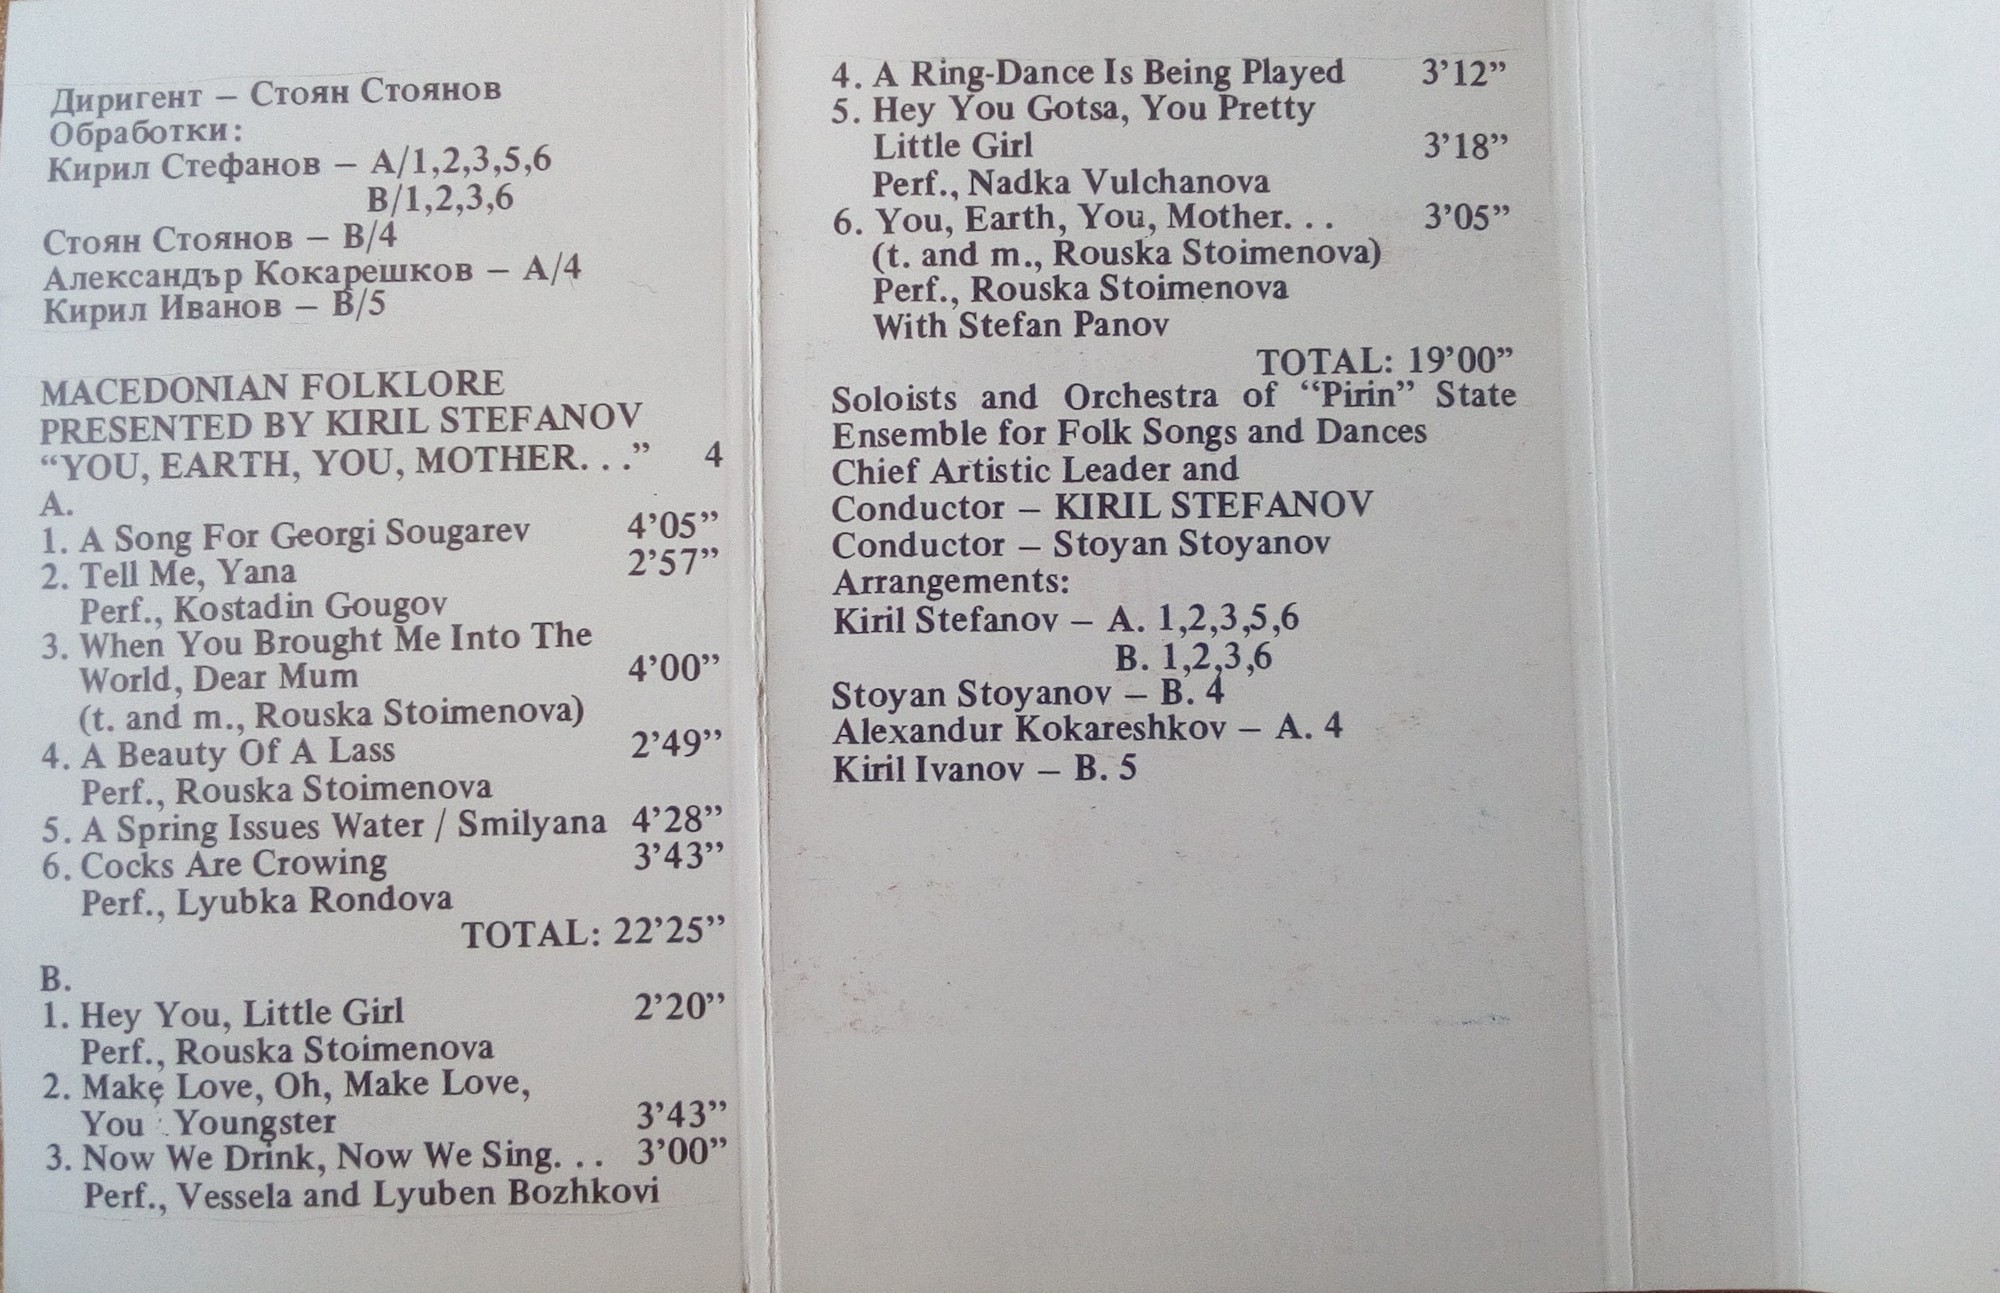 Диригент – Стоян Стоянов
Обработки:
Кирил Стефанов – А/1,2,3,5,6
В/1,2,3,6
Стоян Стоянов – В/4
Александър Кокарешков – А/4
Кирил Иванов – В/5
MACEDONIAN FOLKLORE
PRESENTED BY KIRIL STEFANOV
“YOU, EARTH, YOU, MOTHER. . .” 4
A.
1. A Song For Georgi Sougarev 4’05”
2. Tell Me, Yana 2’57”
Perf., Kostadin Gougov
3. When You Brought Me Into The
World, Dear Mum 4’00”
(t. and m., Rouska Stoimenova)
4. A Beauty Of A Lass 2’49”
Perf., Rouska Stoimenova
5. A Spring Issues Water / Smilyana 4’28”
6. Cocks Are Crowing 3’43”
Perf., Lyubka Rondova
TOTAL: 22’25”
B.
1. Hey You, Little Girl 2’20”
Perf., Rouska Stoimenova
2. Make Love, Oh, Make Love,
You Youngster 3’43”
3. Now We Drink, Now We Sing. . . 3’00”
Perf., Vessela and Lyuben Bozhkovi
4. A Ring-Dance Is Being Played 3’12”
5. Hey You Gotsa, You Pretty
Little Girl 3’18”
Perf., Nadka Vulchanova
6. You, Earth, You, Mother. . . 3’05”
(t. and m., Rouska Stoimenova)
Perf., Rouska Stoimenova
With Stefan Panov
TOTAL: 19’00”
Soloists and Orchestra of “Pirin” State
Ensemble for Folk Songs and Dances
Chief Artistic Leader and
Conductor – KIRIL STEFANOV
Conductor – Stoyan Stoyanov
Arrangements:
Kiril Stefanov – A. 1,2,3,5,6
B. 1,2,3,6
Stoyan Stoyanov – B. 4
Alexandur Kokareshkov – A. 4
Kiril Ivanov – B. 5